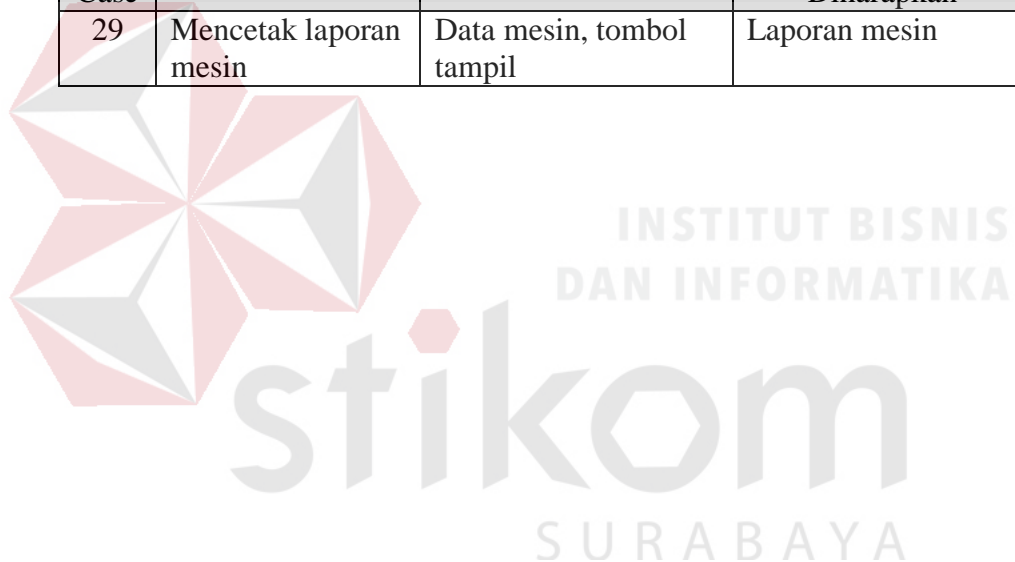 Case Diharapkan
29 Mencetak laporan Data mesin, tombol Laporan mesin
mesin tampil
INSTITUT BISNIS
DAN INFORMATIKA
stikom
SURABAYA